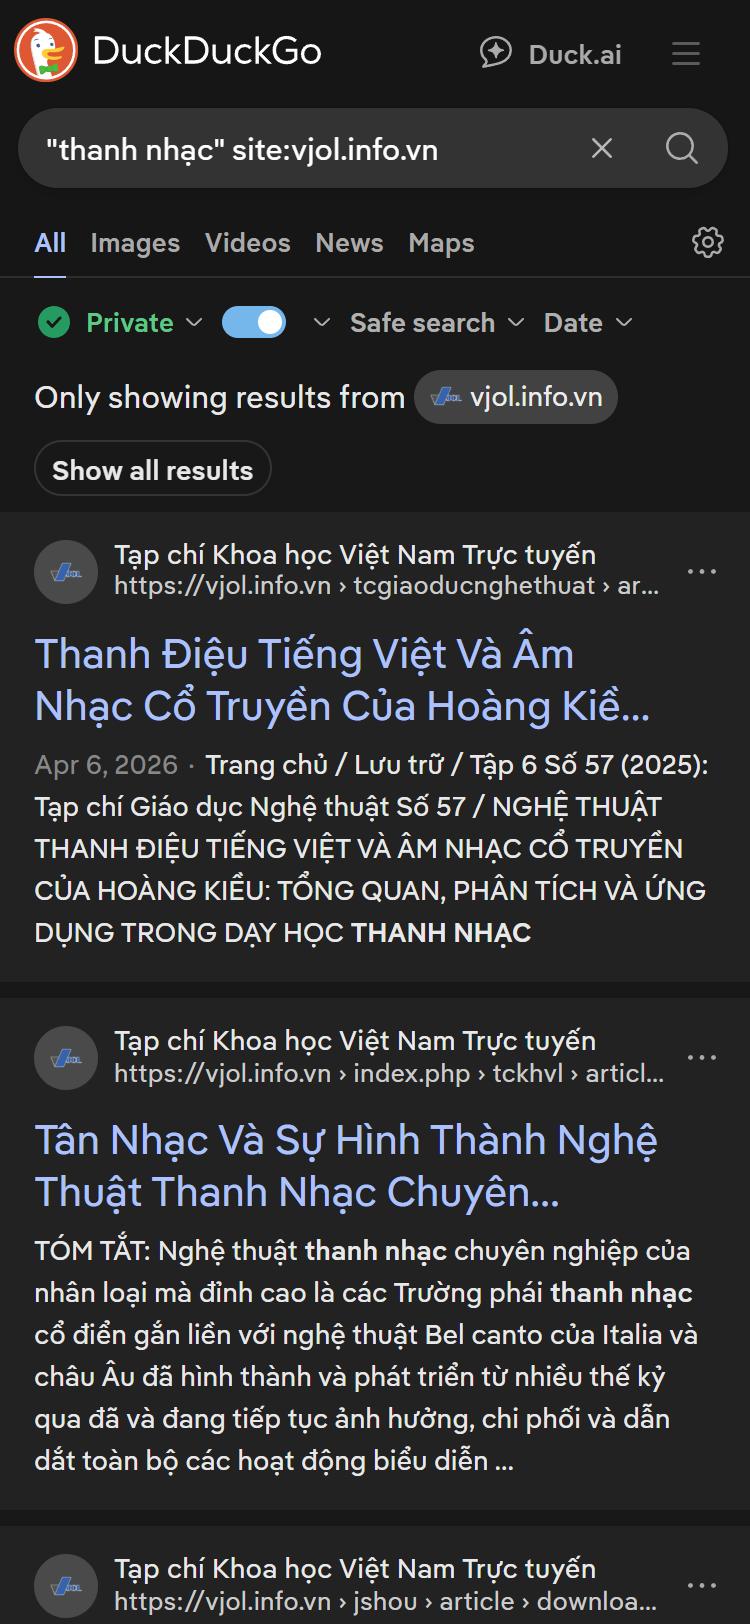 DuckDuckGo
Duck.ai
"thanh nhạc" site:vjol.info.vn
All Images Videos News Maps
Private Safe search Date
Only showing results from vjol.info.vn
Show all results
Tạp chí Khoa học Việt Nam Trực tuyến
https://vjol.info.vn › tcgiaoducnghethuat › ar...
Thanh Điệu Tiếng Việt Và Âm
Nhạc Cổ Truyền Của Hoàng Kiề...
Apr 6, 2026 · Trang chủ / Lưu trữ / Tập 6 Số 57 (2025):
Tạp chí Giáo dục Nghệ thuật Số 57 / NGHỆ THUẬT
THANH ĐIỆU TIẾNG VIỆT VÀ ÂM NHẠC CỔ TRUYỀN
CỦA HOÀNG KIỀU: TỔNG QUAN, PHÂN TÍCH VÀ ỨNG
DỤNG TRONG DẠY HỌC THANH NHẠC
Tạp chí Khoa học Việt Nam Trực tuyến
https://vjol.info.vn › index.php › tckhvl › articl...
Tân Nhạc Và Sự Hình Thành Nghệ
Thuật Thanh Nhạc Chuyên...
TÓM TẮT: Nghệ thuật thanh nhạc chuyên nghiệp của
nhân loại mà đỉnh cao là các Trường phái thanh nhạc
cổ điển gắn liền với nghệ thuật Bel canto của Italia và
châu Âu đã hình thành và phát triển từ nhiều thế kỷ
qua đã và đang tiếp tục ảnh hưởng, chi phối và dẫn
dắt toàn bộ các hoạt động biểu diễn ...
Tạp chí Khoa học Việt Nam Trực tuyến
https://vjol.info.vn › jshou › article › downloa...